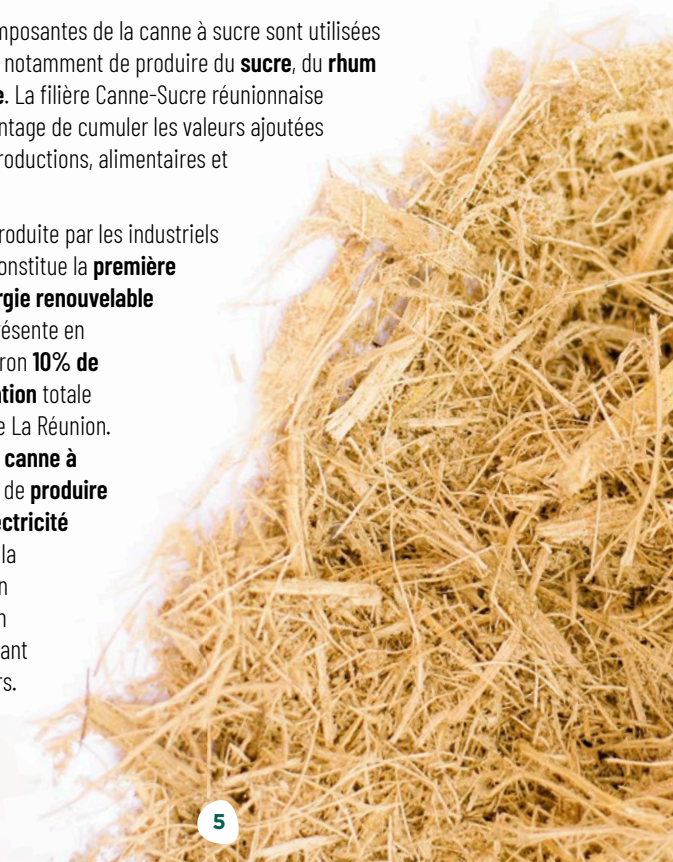 mposantes de la canne à sucre sont utilisées
notamment de produire du sucre, du rhum
e. La filière Canne-Sucre réunionnaise
ntage de cumuler les valeurs ajoutées
roductions, alimentaires et
roduite par les industriels
onstitue la première
rgie renouvelable
résente en
ron 10% de
tion totale
e La Réunion.
canne à
de produire
ctricité
la
n
n
ant
rs.
5